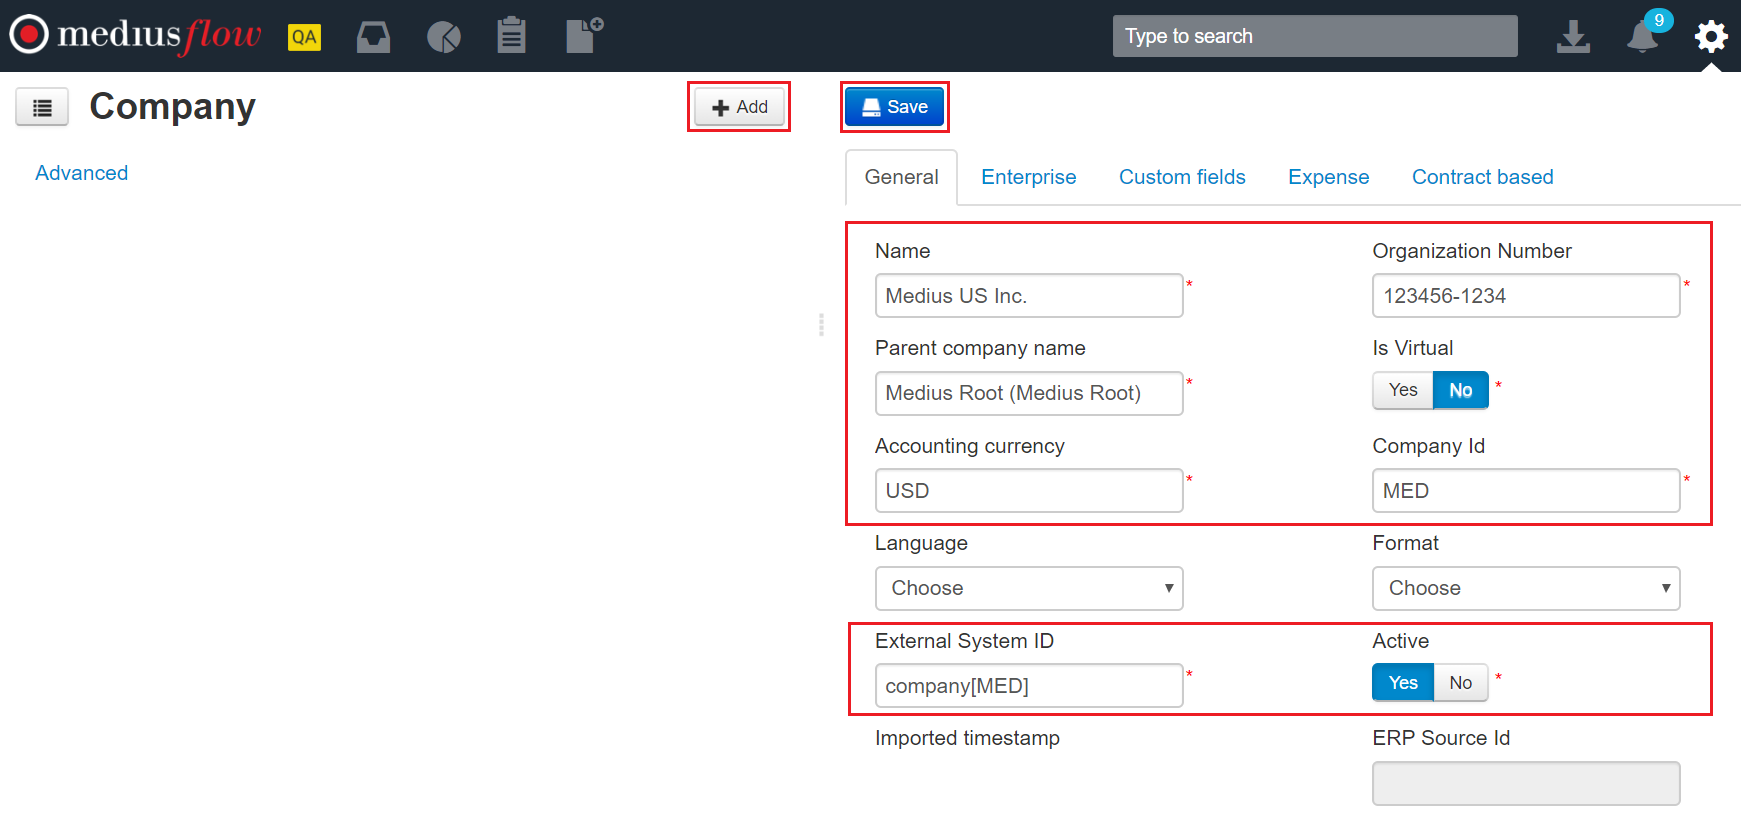 mediusflow QA Type to search 9
Company Add Save
Advanced
General Enterprise Custom fields Expense Contract based
Name Organization Number
Medius US Inc. * 123456-1234 *
Parent company name Is Virtual
Medius Root (Medius Root) * Yes No *
Accounting currency Company Id
USD * MED *
Language Format
Choose Choose
External System ID Active
company[MED] * Yes No *
Imported timestamp ERP Source Id